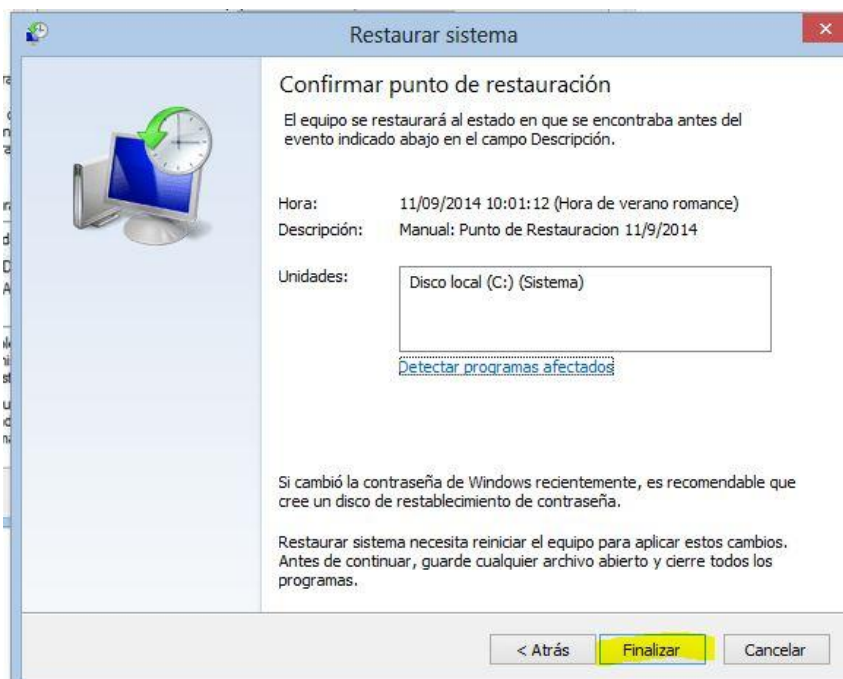 Restaurar sistema
Confirmar punto de restauración
El equipo se restaurará al estado en que se encontraba antes del
evento indicado abajo en el campo Descripción.
Hora: 11/09/2014 10:01:12 (Hora de verano romance)
Descripción: Manual: Punto de Restauracion 11/9/2014
Unidades: Disco local (C:) (Sistema)
Detectar programas afectados
Si cambió la contraseña de Windows recientemente, es recomendable que
cree un disco de restablecimiento de contraseña.
Restaurar sistema necesita reiniciar el equipo para aplicar estos cambios.
Antes de continuar, guarde cualquier archivo abierto y cierre todos los
programas.
< Atrás Finalizar Cancelar